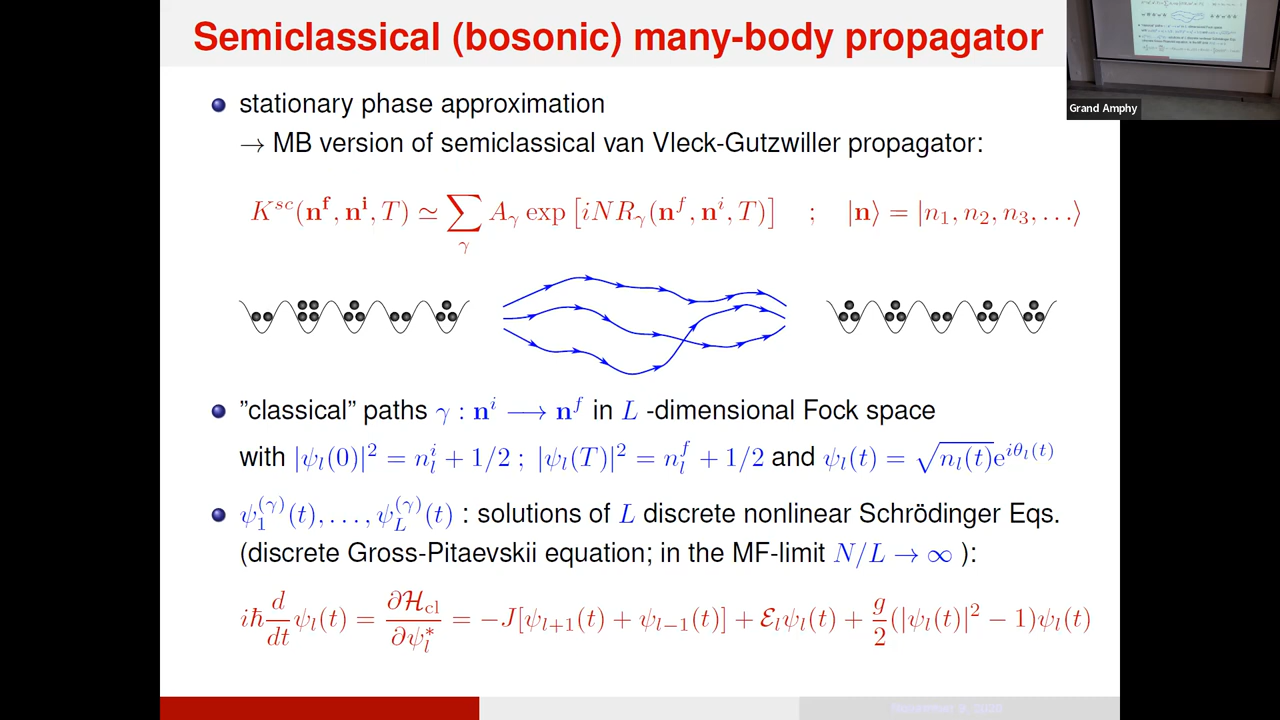 Semiclassical (bosonic) many-body propagator
Grand Amphy
stationary phase approximation
→ MB version of semiclassical van Vleck-Gutzwiller propagator:
K^{sc}(n^f, n^i, T) ≃ ∑_γ A_γ exp [iNR_γ(n^f, n^i, T)] ; |n⟩ = |n_1, n_2, n_3, …⟩
”classical” paths γ : n^i ⟶ n^f in L -dimensional Fock space
with |ψ_l(0)|^2 = n_l^i + 1/2 ; |ψ_l(T)|^2 = n_l^f + 1/2 and ψ_l(t) = √n_l(t) e^{iθ_l(t)}
ψ_1^{(γ)}(t), …, ψ_L^{(γ)}(t) : solutions of L discrete nonlinear Schrödinger Eqs.
(discrete Gross-Pitaevskii equation; in the MF-limit N/L → ∞ ):
iħ d/dt ψ_l(t) = ∂H_cl/∂ψ_l^* = −J[ψ_{l+1}(t) + ψ_{l−1}(t)] + ℰ_lψ_l(t) + g/2 (|ψ_l(t)|^2 − 1)ψ_l(t)